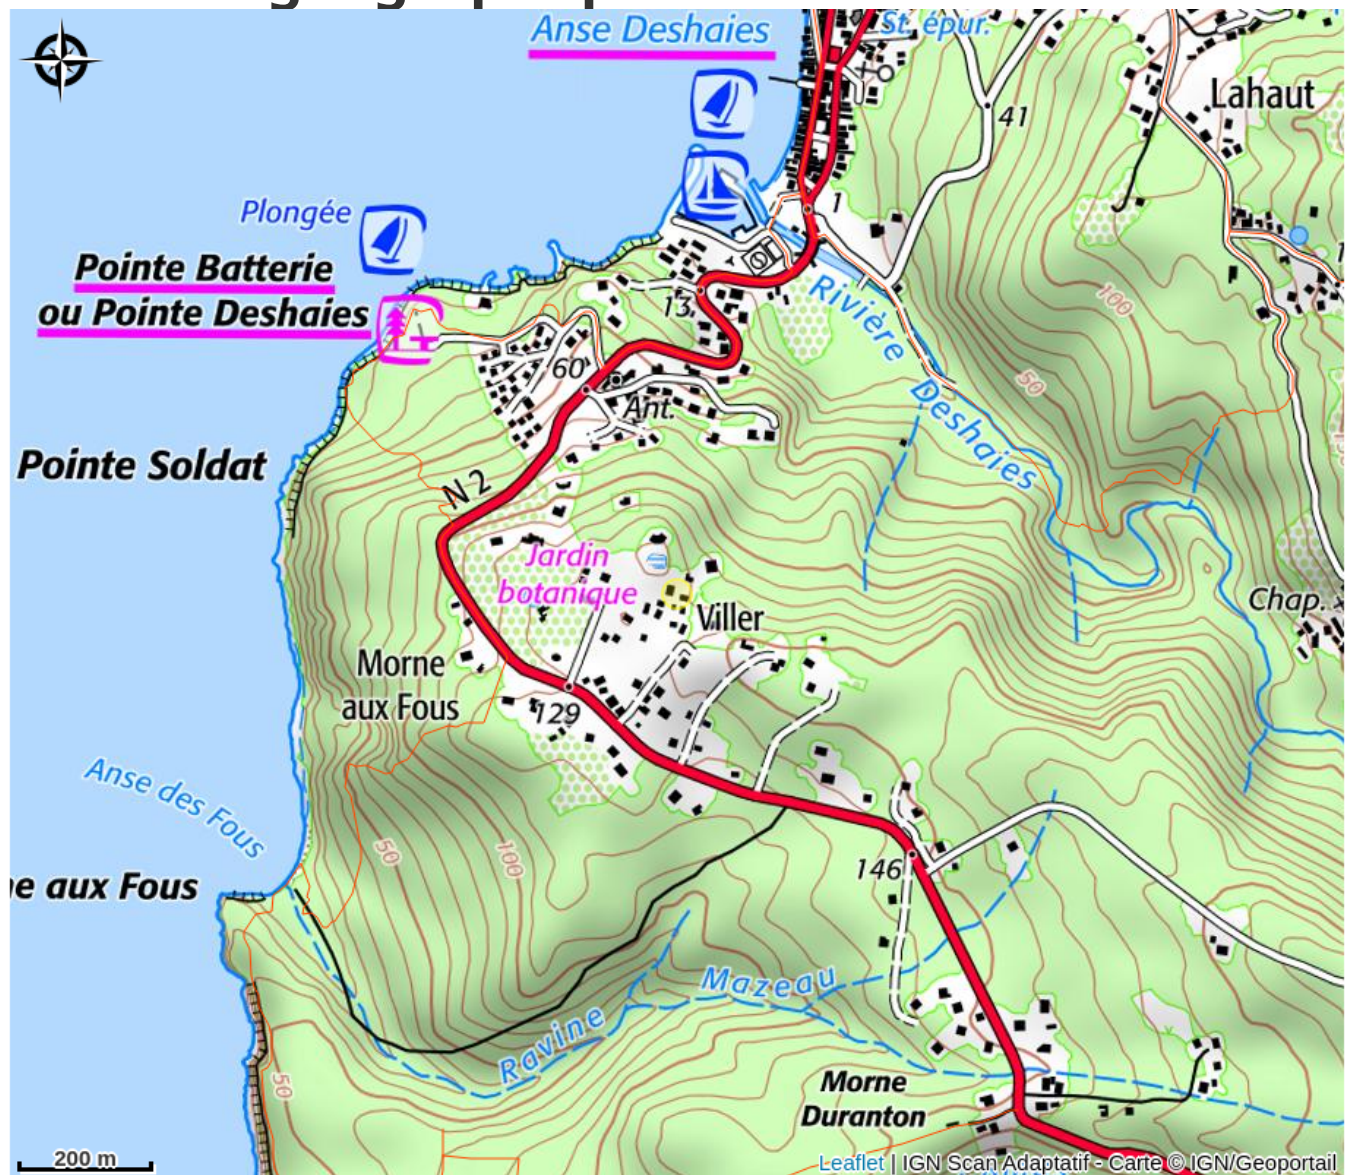 Anse Deshaies
St. épur.
Lahaut
41
Plongée
1
Pointe Batterie
ou Pointe Deshaies
13
Rivière Deshaies
100
50
60
Ant.
Pointe Soldat
N 2
Jardin
botanique
Viller
Chap.
Morne
aux Fous
129
Anse des Fous
50
100
146
aux Fous
Ravine Mazeau
50
Morne
Duranton
200 m
Leaflet | IGN Scan Adaptatif - Carte © IGN/Geoportail